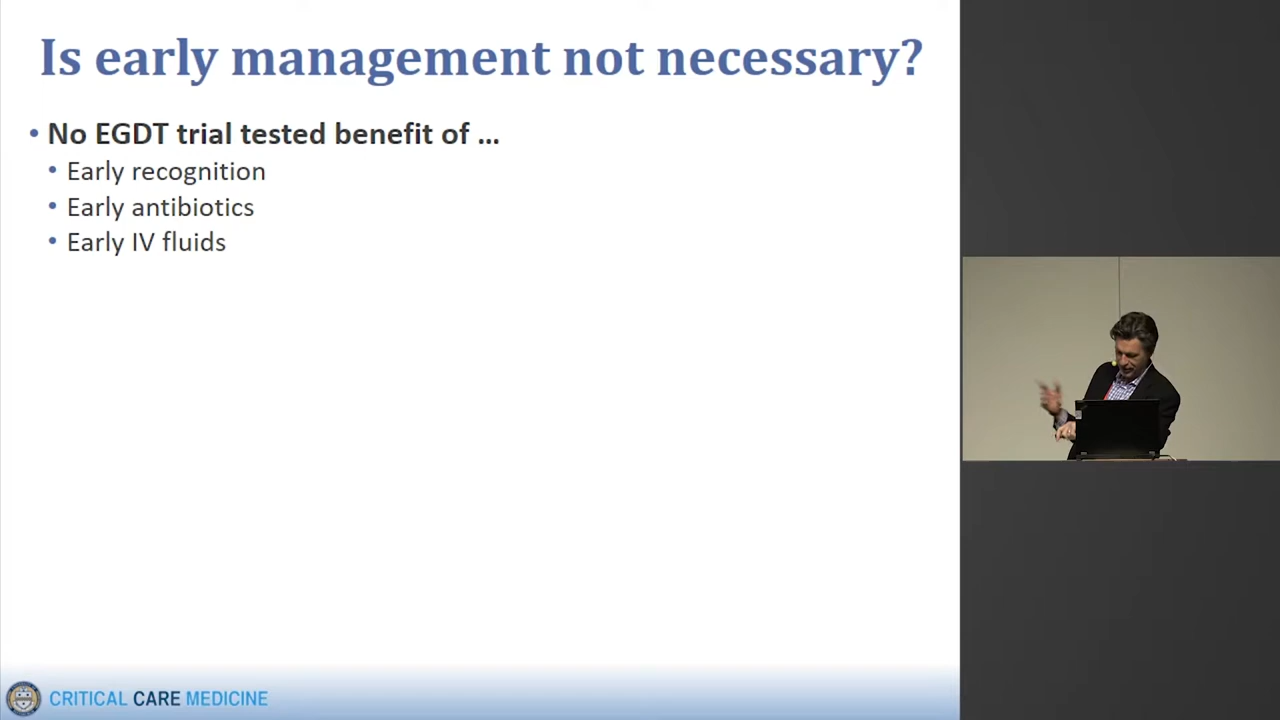 Is early management not necessary?
• No EGDT trial tested benefit of ...
• Early recognition
• Early antibiotics
• Early IV fluids
CRITICAL CARE MEDICINE